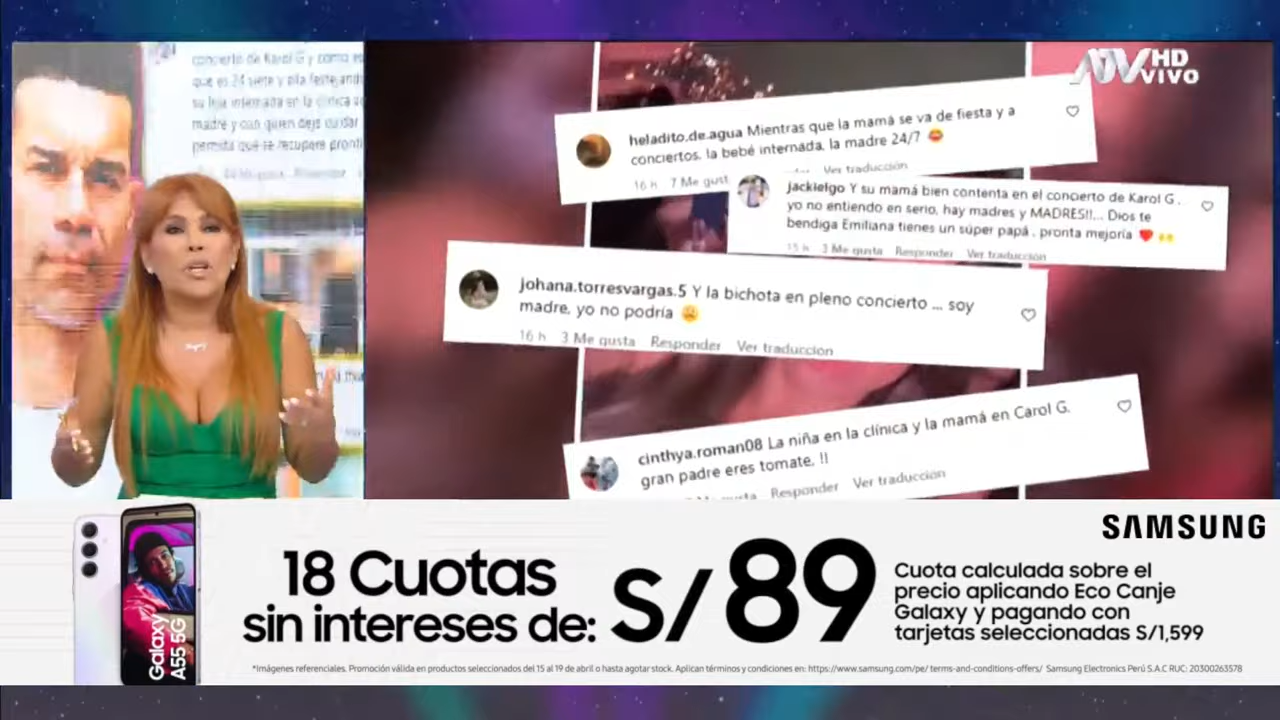 ATV HD
VIVO
concierto de Karol G y como es
que es 24 siete y ella festejando
su hija internada en la clínica
madre y con quien dejo cuidar
permita que se recupere pronti
heladito.de.agua Mientras que la mamá se va de fiesta y a
conciertos, la bebé internada, la madre 24/7 😡
Ver traducción
16 h 7 Me gust
jackielgo Y su mamá bien contenta en el concierto de Karol G .
yo no entiendo en serio, hay madres y MADRES!!... Dios te
bendiga Emiliana tienes un súper papá . pronta mejoría ❤️🙌
15 h 3 Me gusta Responder Ver traducción
johana.torresvargas.5 Y la bichota en pleno concierto ... soy
madre, yo no podría 😩
16 h 3 Me gusta Responder Ver traducción
cinthya.roman08 La niña en la clínica y la mamá en Carol G.
gran padre eres tomate. !!
Me gusta Responder Ver traducción
SAMSUNG
Galaxy
A55 5G
18 Cuotas
sin intereses de:
S/89
Cuota calculada sobre el
precio aplicando Eco Canje
Galaxy y pagando con
tarjetas seleccionadas S/1,599
*Imágenes referenciales. Promoción válida en productos seleccionados del 15 al 19 de abril o hasta agotar stock. Aplican términos y condiciones en: https://www.samsung.com/pe/ terms-and-conditions-offers/ Samsung Electronics Perú S.A.C RUC: 20300263578